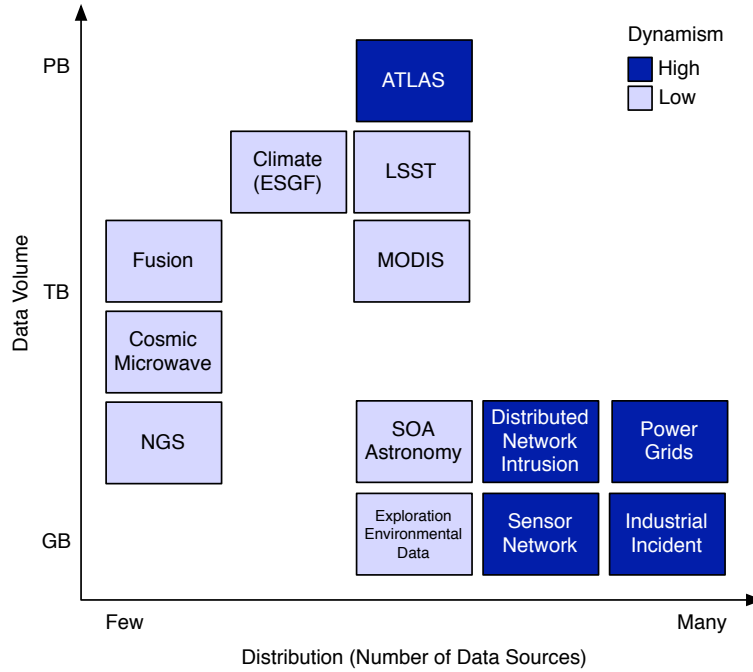 Dynamism
High
Low
PB
ATLAS
Climate
(ESGF)
LSST
Fusion
MODIS
TB
Data Volume
Cosmic
Microwave
NGS
SOA
Astronomy
Distributed
Network
Intrusion
Power
Grids
GB
Exploration
Environmental
Data
Sensor
Network
Industrial
Incident
Few
Many
Distribution (Number of Data Sources)